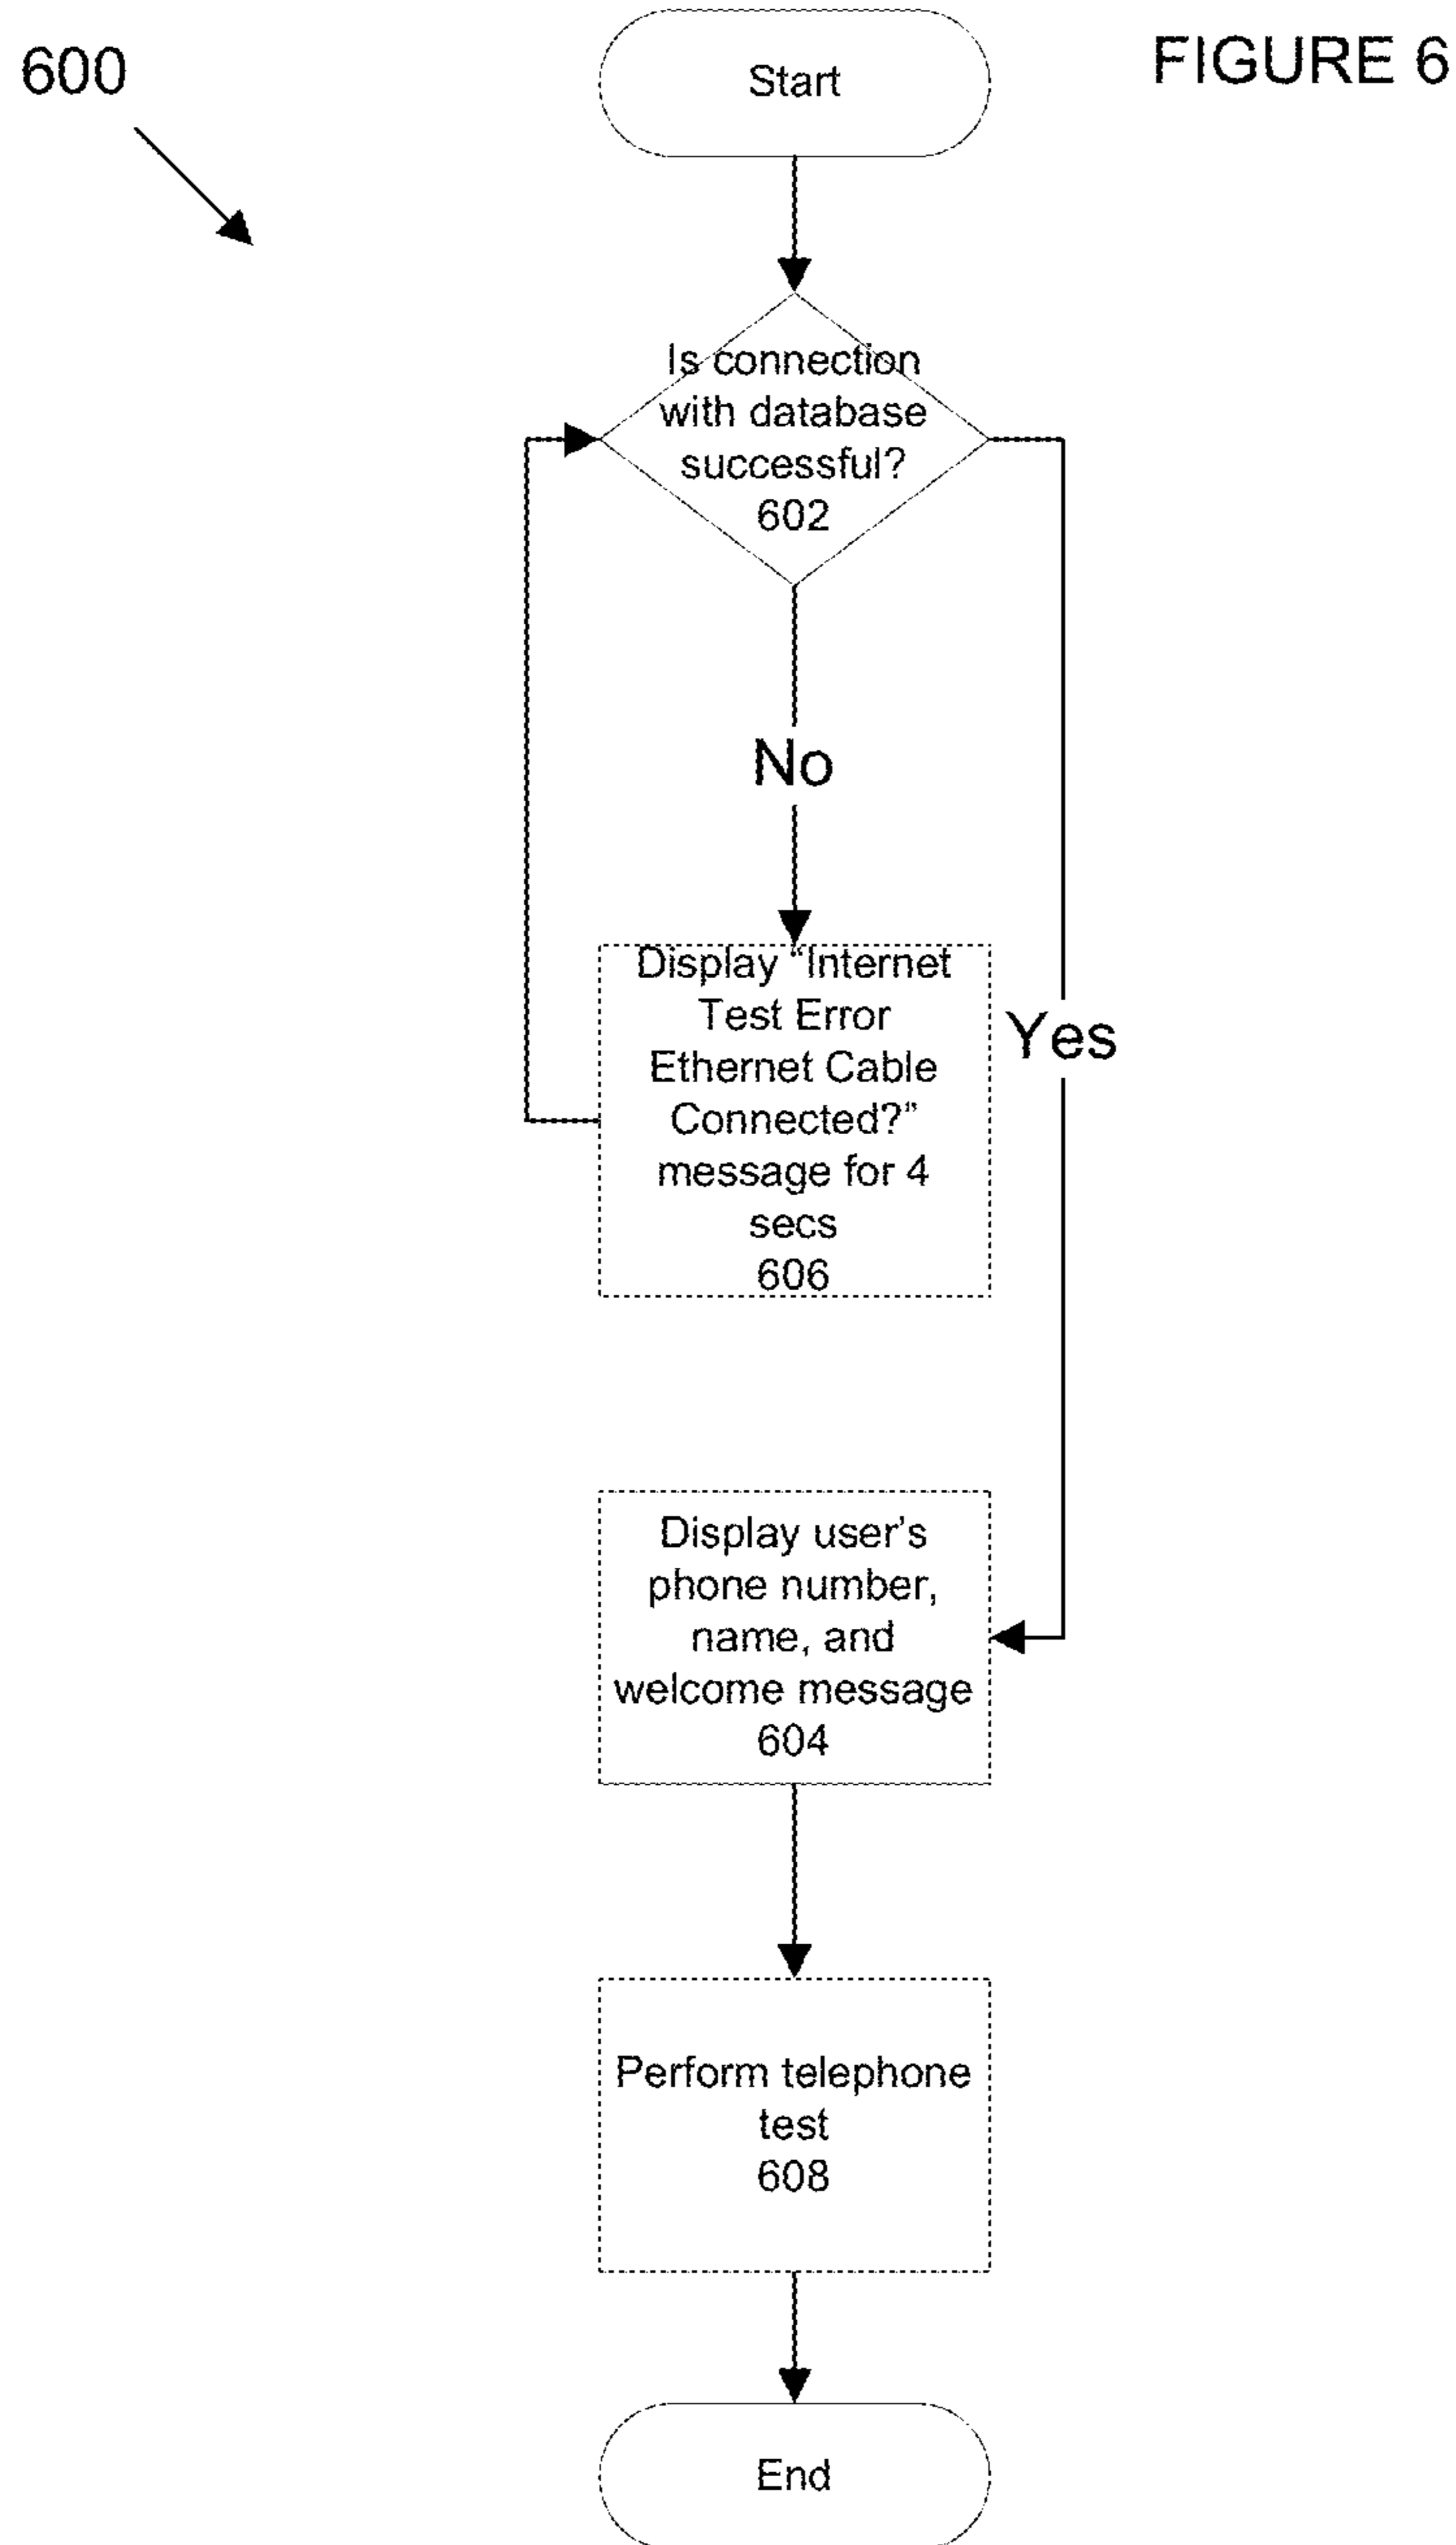 600
FIGURE 6
Start
Is connection
with database
successful?
602
No
Display “Internet
Test Error
Ethernet Cable
Connected?”
message for 4
secs
606
Yes
Display user’s
phone number,
name, and
welcome message
604
Perform telephone
test
608
End